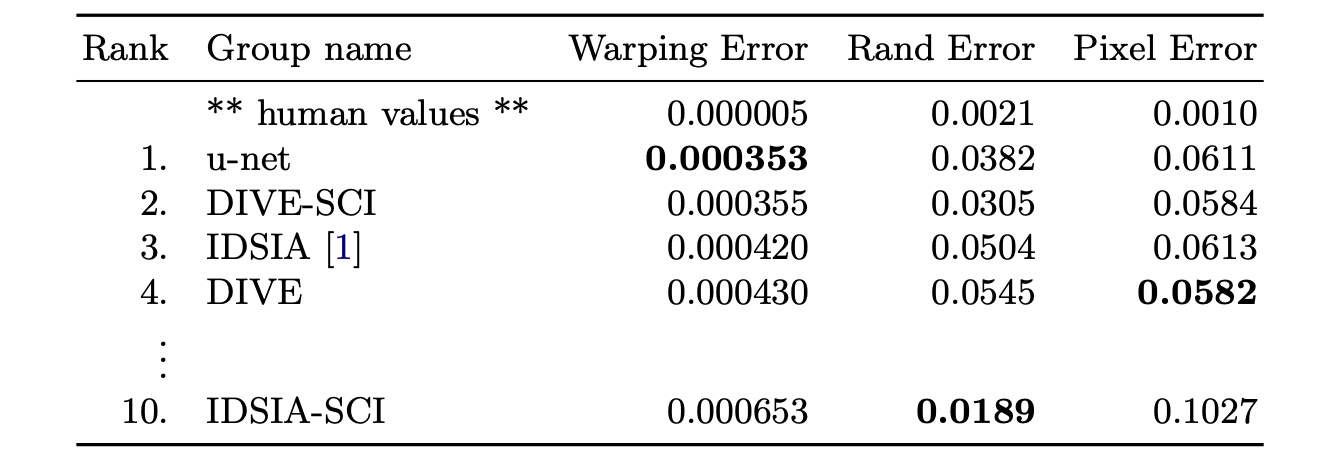 Rank Group name Warping Error Rand Error Pixel Error
** human values ** 0.000005 0.0021 0.0010
1. u-net 0.000353 0.0382 0.0611
2. DIVE-SCI 0.000355 0.0305 0.0584
3. IDSIA [1] 0.000420 0.0504 0.0613
4. DIVE 0.000430 0.0545 0.0582
⋮
10. IDSIA-SCI 0.000653 0.0189 0.1027